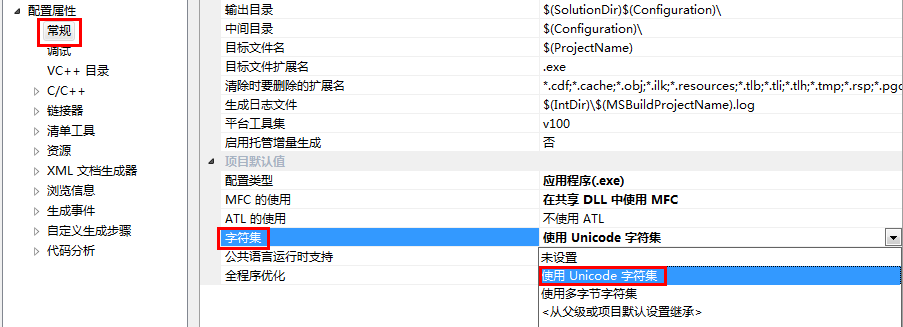 配置属性
常规
调试
VC++ 目录
C/C++
链接器
清单工具
资源
XML 文档生成器
浏览信息
生成事件
自定义生成步骤
代码分析
输出目录 $(SolutionDir)$(Configuration)\
中间目录 $(Configuration)\
目标文件名 $(ProjectName)
目标文件扩展名 .exe
清除时要删除的扩展名 *.cdf;*.cache;*.obj;*.ilk;*.resources;*.tlb;*.tli;*.tlh;*.tmp;*.rsp;*.pgc
生成日志文件 $(IntDir)\$(MSBuildProjectName).log
平台工具集 v100
启用托管增量生成 否
项目默认值
配置类型 应用程序(.exe)
MFC 的使用 在共享 DLL 中使用 MFC
ATL 的使用 不使用 ATL
字符集 使用 Unicode 字符集
公共语言运行时支持 未设置
全程序优化 使用 Unicode 字符集
使用多字节字符集
<从父级或项目默认设置继承>